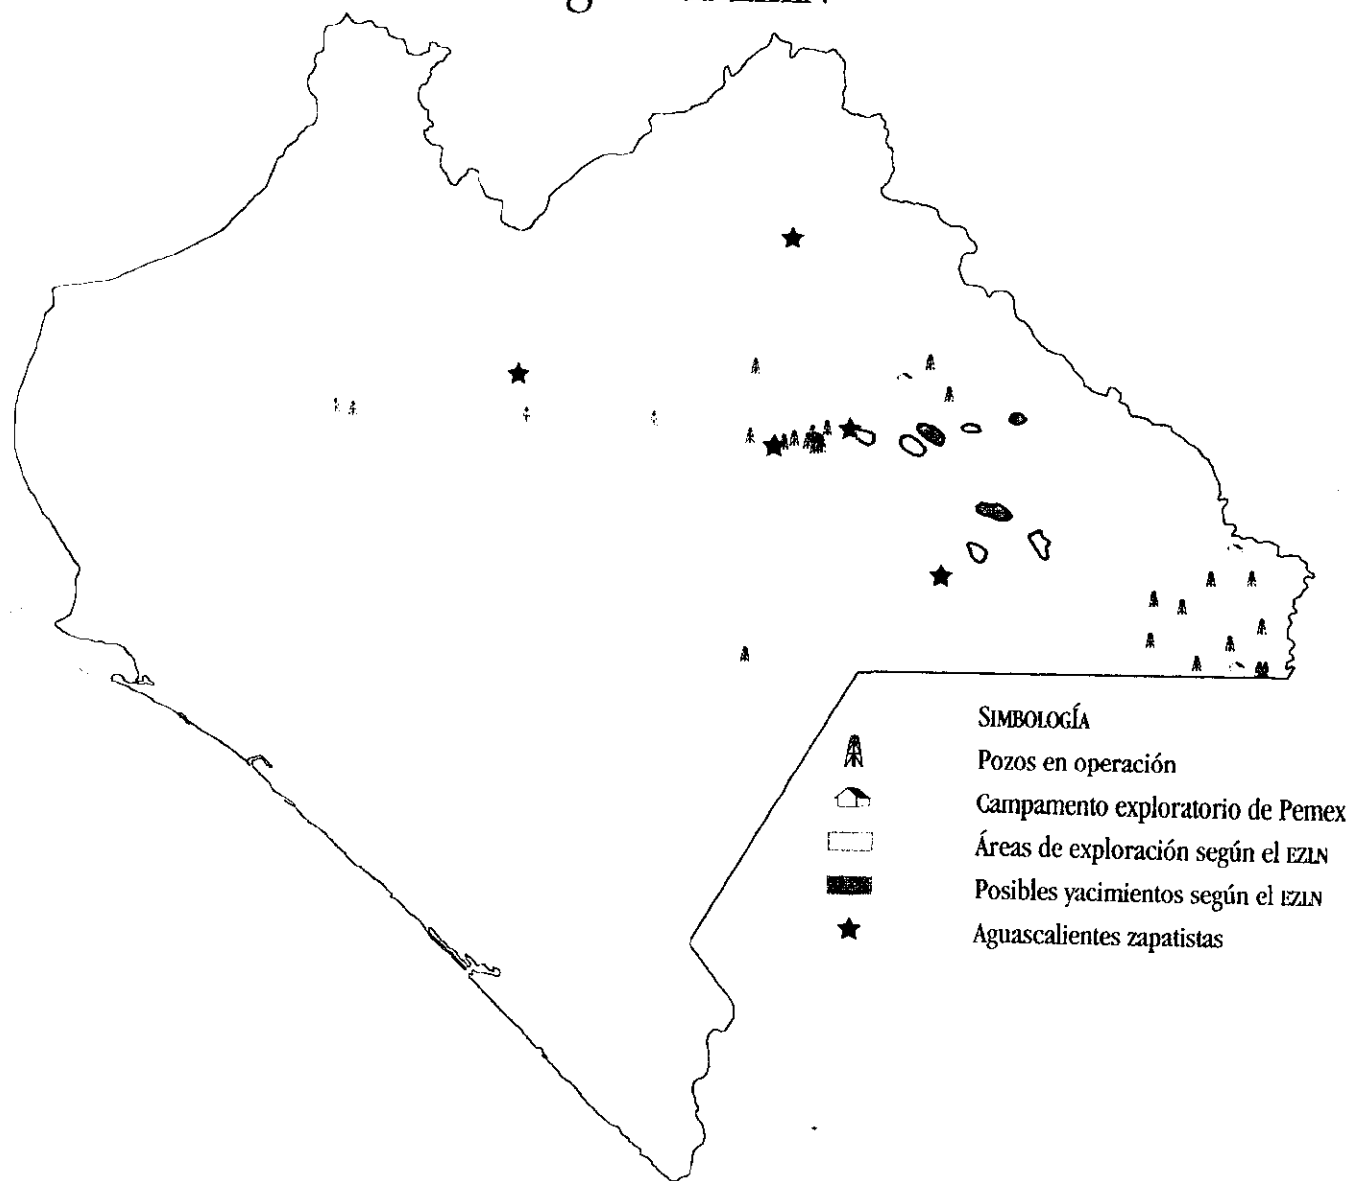 SIMBOLOGÍA
Pozos en operación
Campamento exploratorio de Pemex
Áreas de exploración según el EZLN
Posibles yacimientos según el EZLN
Aguascalientes zapatistas